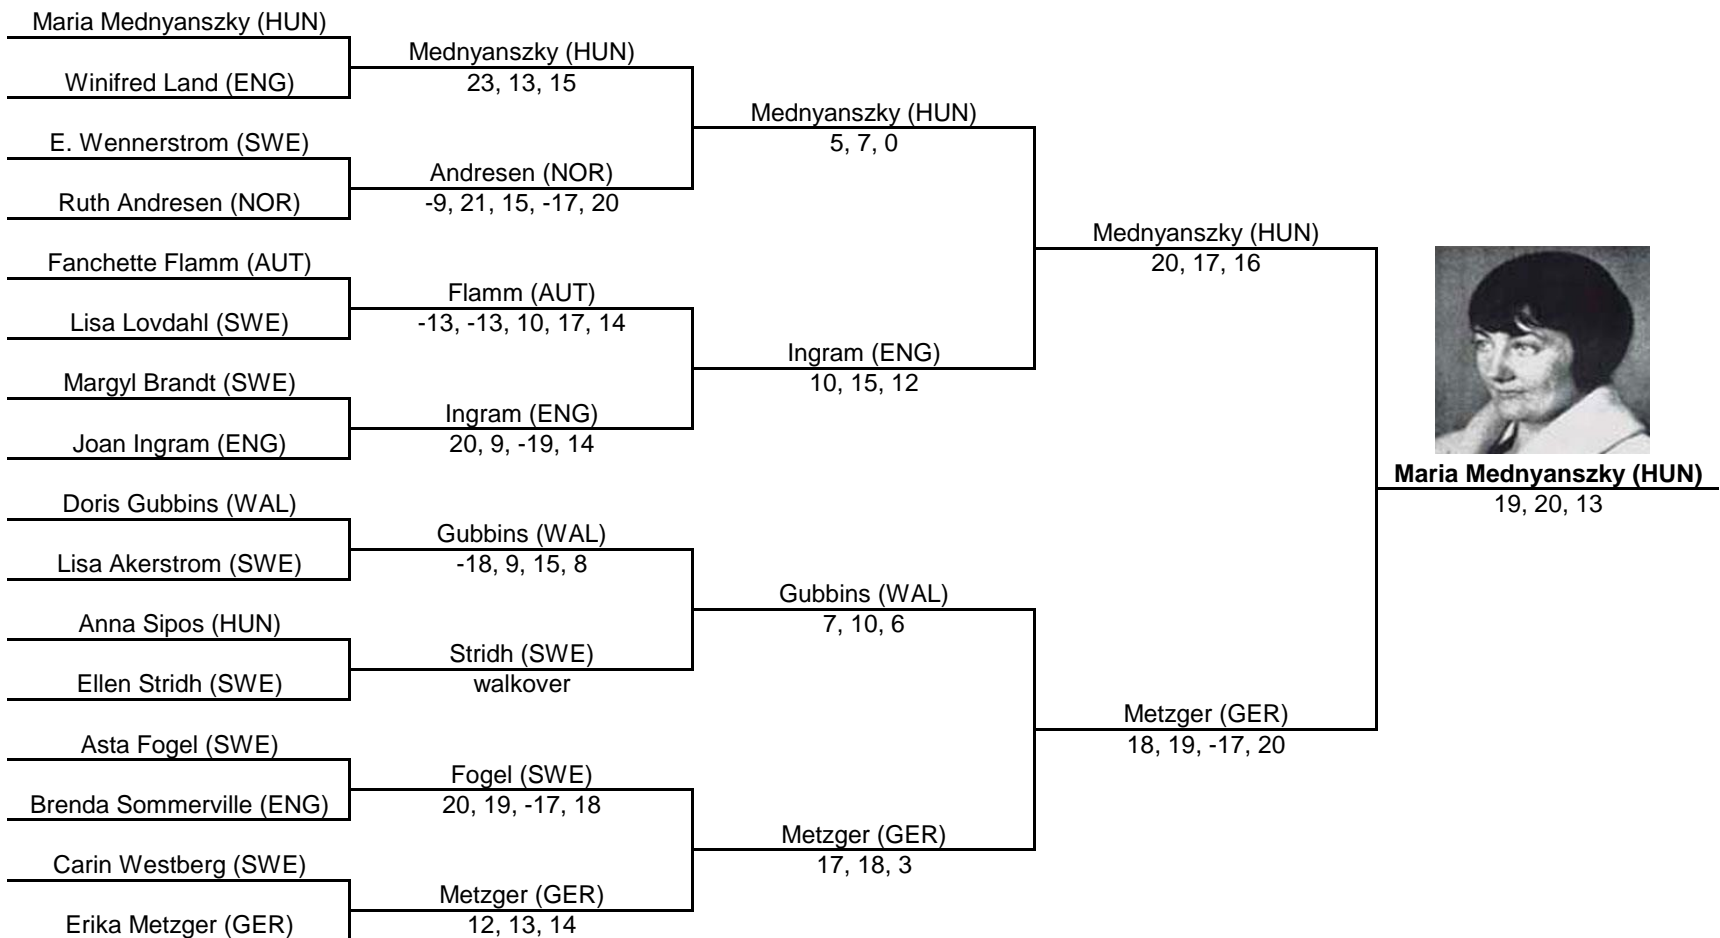 Maria Mednyanszky (HUN)
Winifred Land (ENG)
E. Wennerstrom (SWE)
Ruth Andresen (NOR)
Fanchette Flamm (AUT)
Lisa Lovdahl (SWE)
Margyl Brandt (SWE)
Joan Ingram (ENG)
Doris Gubbins (WAL)
Lisa Akerstrom (SWE)
Anna Sipos (HUN)
Ellen Stridh (SWE)
Asta Fogel (SWE)
Brenda Sommerville (ENG)
Carin Westberg (SWE)
Erika Metzger (GER)
Mednyanszky (HUN)
23, 13, 15
Andresen (NOR)
-9, 21, 15, -17, 20
Flamm (AUT)
-13, -13, 10, 17, 14
Ingram (ENG)
20, 9, -19, 14
Gubbins (WAL)
-18, 9, 15, 8
Stridh (SWE)
walkover
Fogel (SWE)
20, 19, -17, 18
Metzger (GER)
12, 13, 14
Mednyanszky (HUN)
5, 7, 0
Ingram (ENG)
10, 15, 12
Gubbins (WAL)
7, 10, 6
Metzger (GER)
17, 18, 3
Mednyanszky (HUN)
20, 17, 16
Metzger (GER)
18, 19, -17, 20
Maria Mednyanszky (HUN)
19, 20, 13